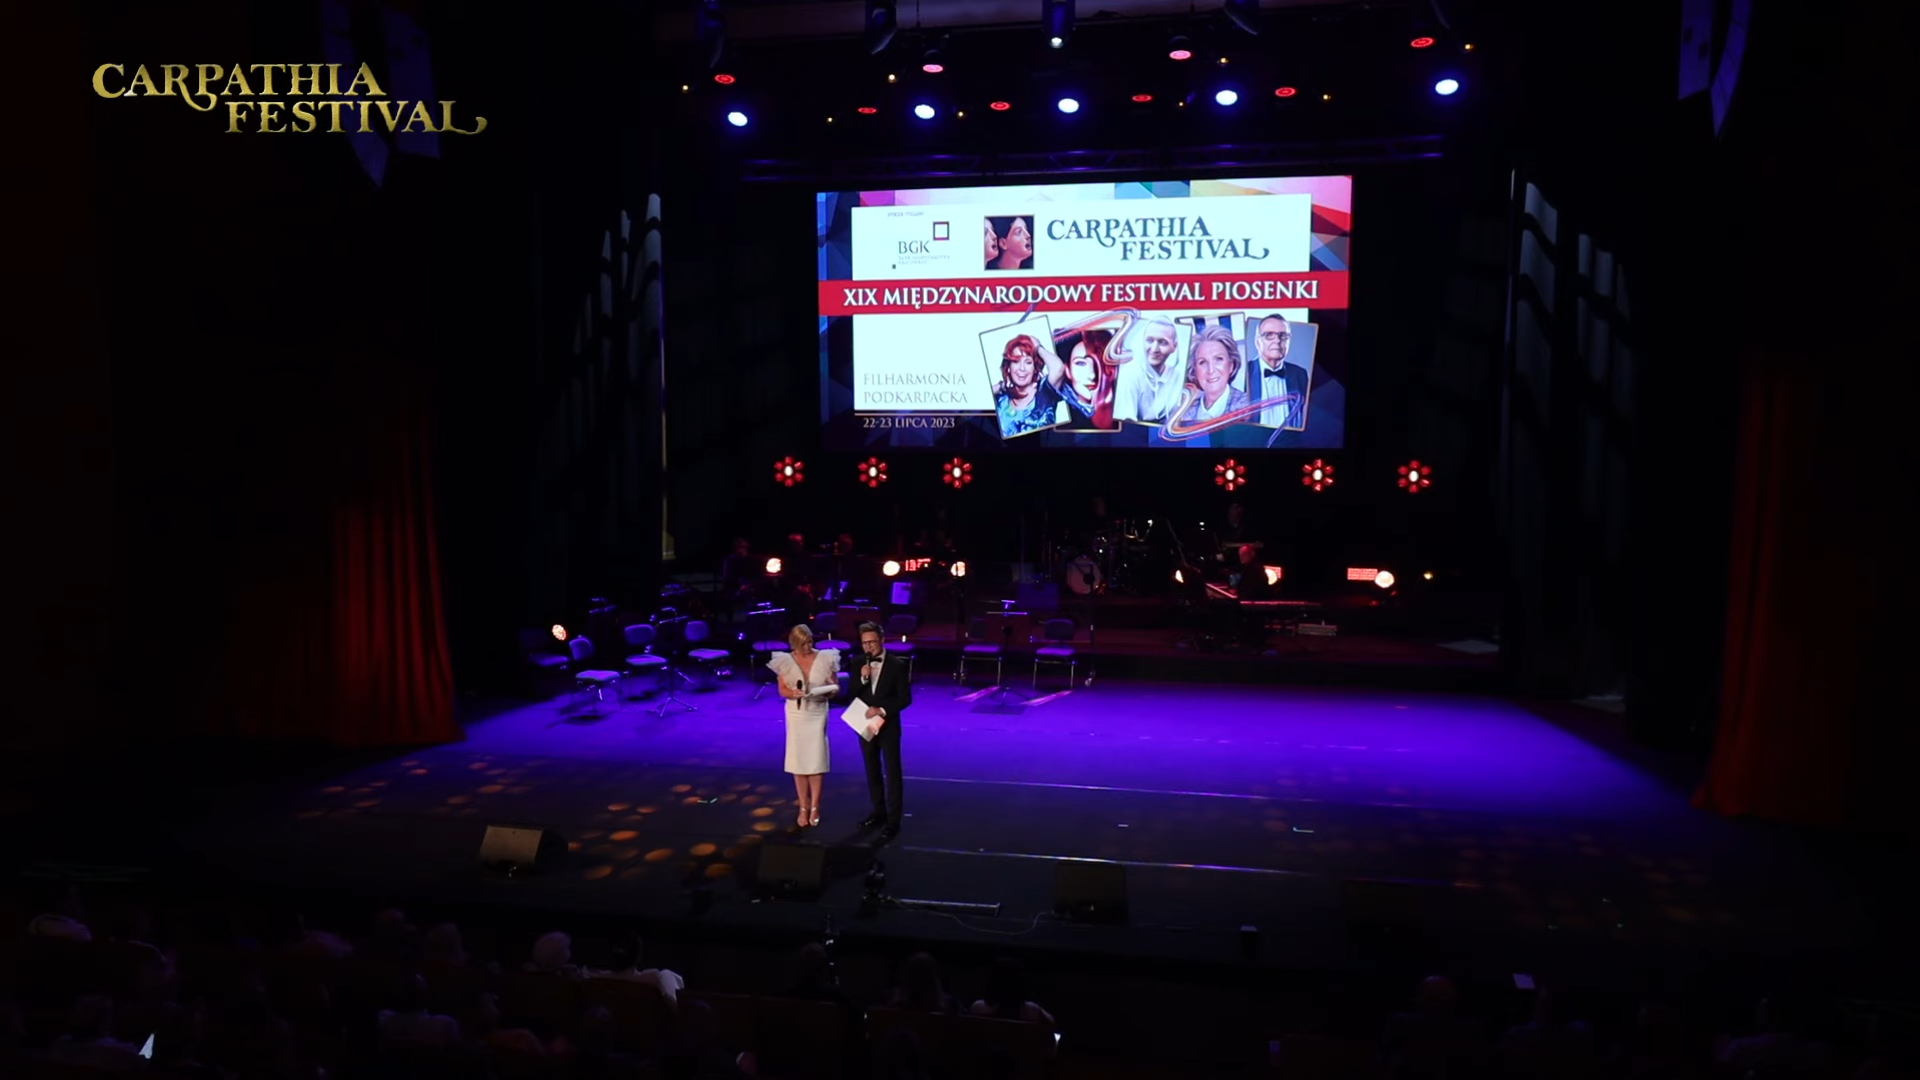 CARPATHIA
FESTIVAL
BGK
CARPATHIA
FESTIVAL
XIX MIĘDZYNARODOWY FESTIWAL PIOSENKI
FILHARMONIA
PODKARPACKA
22-23 LIPCA 2023